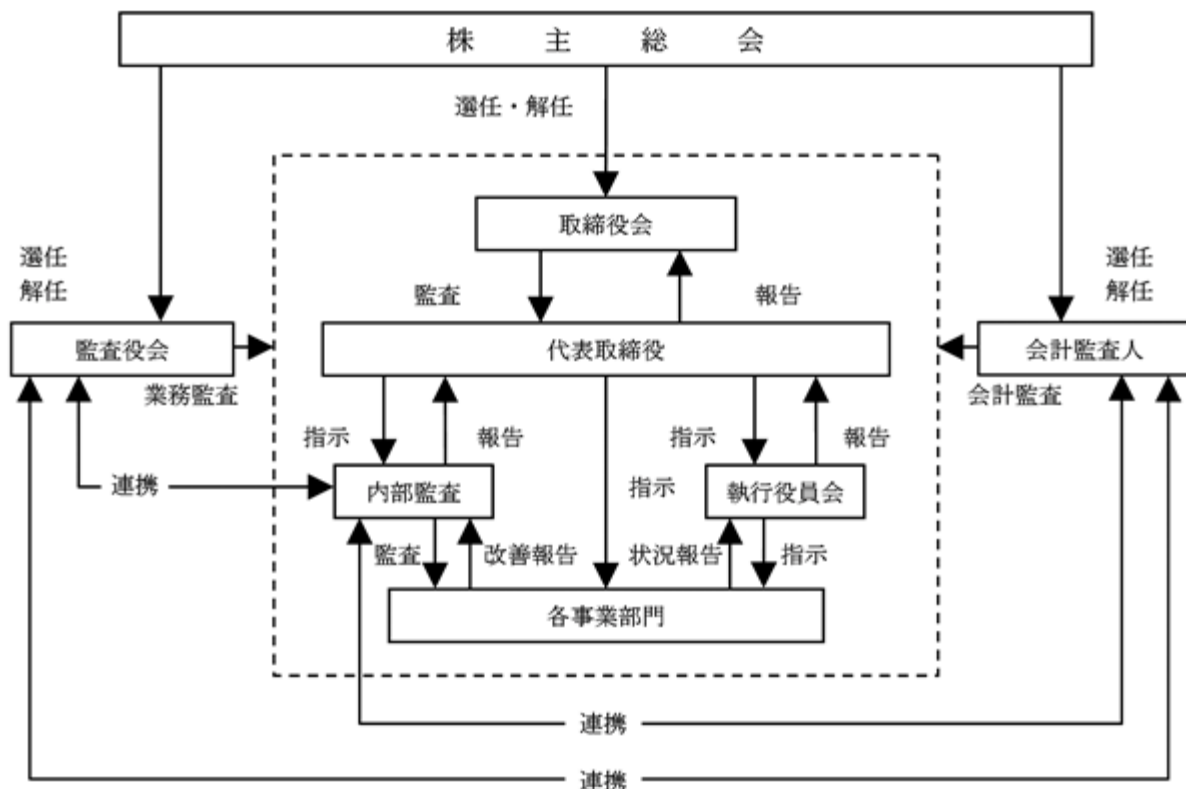 株主総会
選任・解任
取締役会
選任
解任
選任
解任
監査
報告
監査役会
代表取締役
会計監査人
業務監査
会計監査
指示
報告
指示
報告
連携
内部監査
指示
執行役員会
監査
改善報告
状況報告
指示
各事業部門
連携
連携